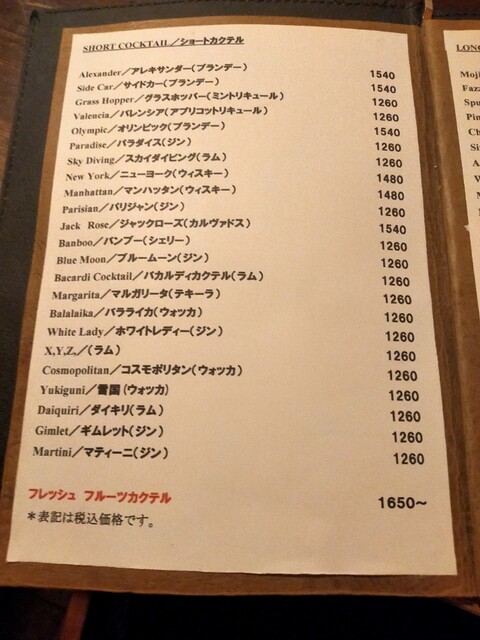 SHORT COCKTAIL／ショートカクテル
LONG
Alexander／アレキサンダー(ブランデー) 1540
Side Car／サイドカー(ブランデー) 1540
Grass Hopper／グラスホッパー(ミントリキュール) 1260
Valencia／バレンシア(アプリコットリキュール) 1260
Olympic／オリンピック(ブランデー) 1540
Paradise／パラダイス(ジン) 1260
Sky Diving／スカイダイビング(ラム) 1260
New York／ニューヨーク(ウィスキー) 1480
Manhattan／マンハッタン(ウィスキー) 1480
Parisian／パリジャン(ジン) 1260
Jack Rose／ジャックローズ(カルヴァドス) 1540
Banboo／バンブー(シェリー) 1260
Blue Moon／ブルームーン(ジン) 1260
Bacardi Cocktail／バカルディカクテル(ラム) 1260
Margarita／マルガリータ(テキーラ) 1260
Balalaika／バラライカ(ウォッカ) 1260
White Lady／ホワイトレディー(ジン) 1260
X,Y,Z,／(ラム) 1260
Cosmopolitan／コスモポリタン(ウォッカ) 1260
Yukiguni／雪国(ウォッカ) 1260
Daiquiri／ダイキリ(ラム) 1260
Gimlet／ギムレット(ジン) 1260
Martini／マティーニ(ジン) 1260
フレッシュ フルーツカクテル 1650～
＊表記は税込価格です。